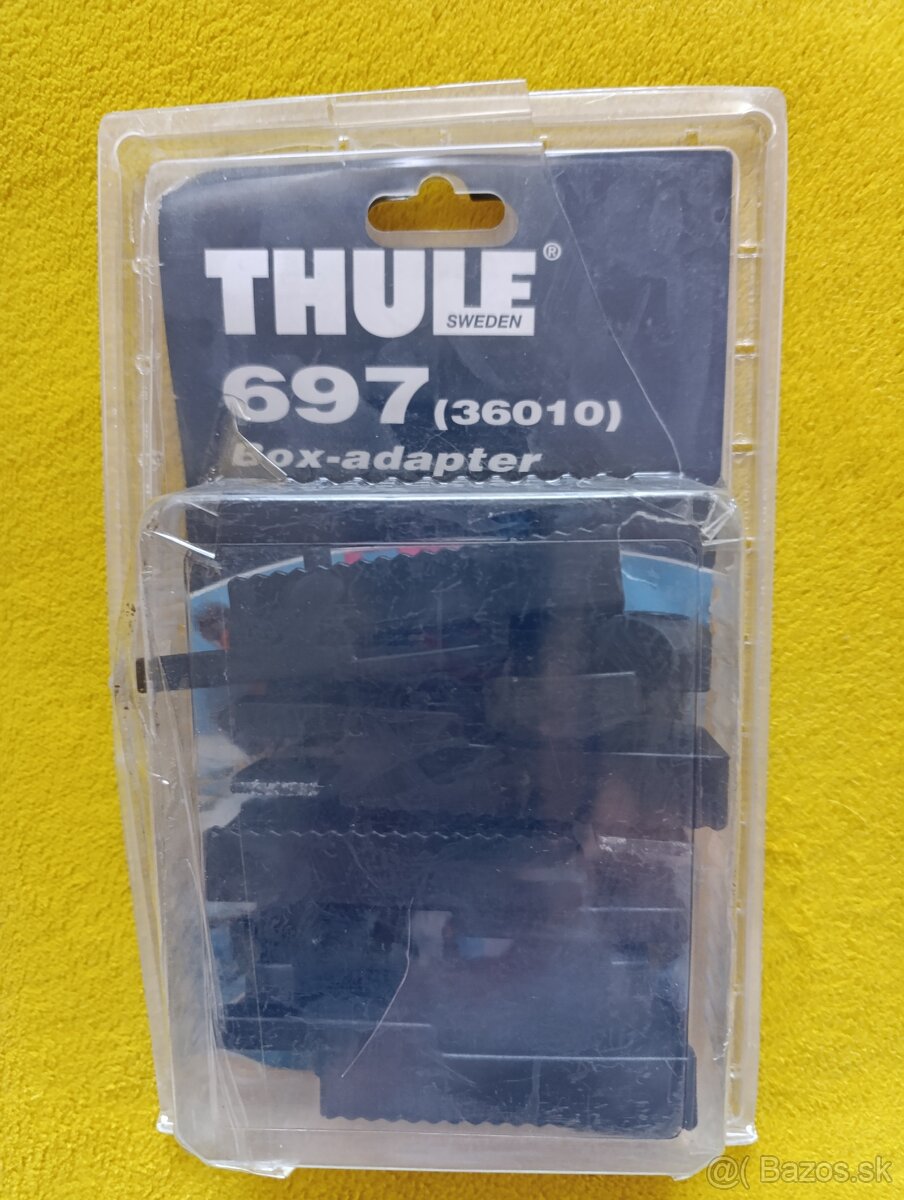 THULE®
SWEDEN
697 (36010)
Box-adapter
@( Bazos.sk